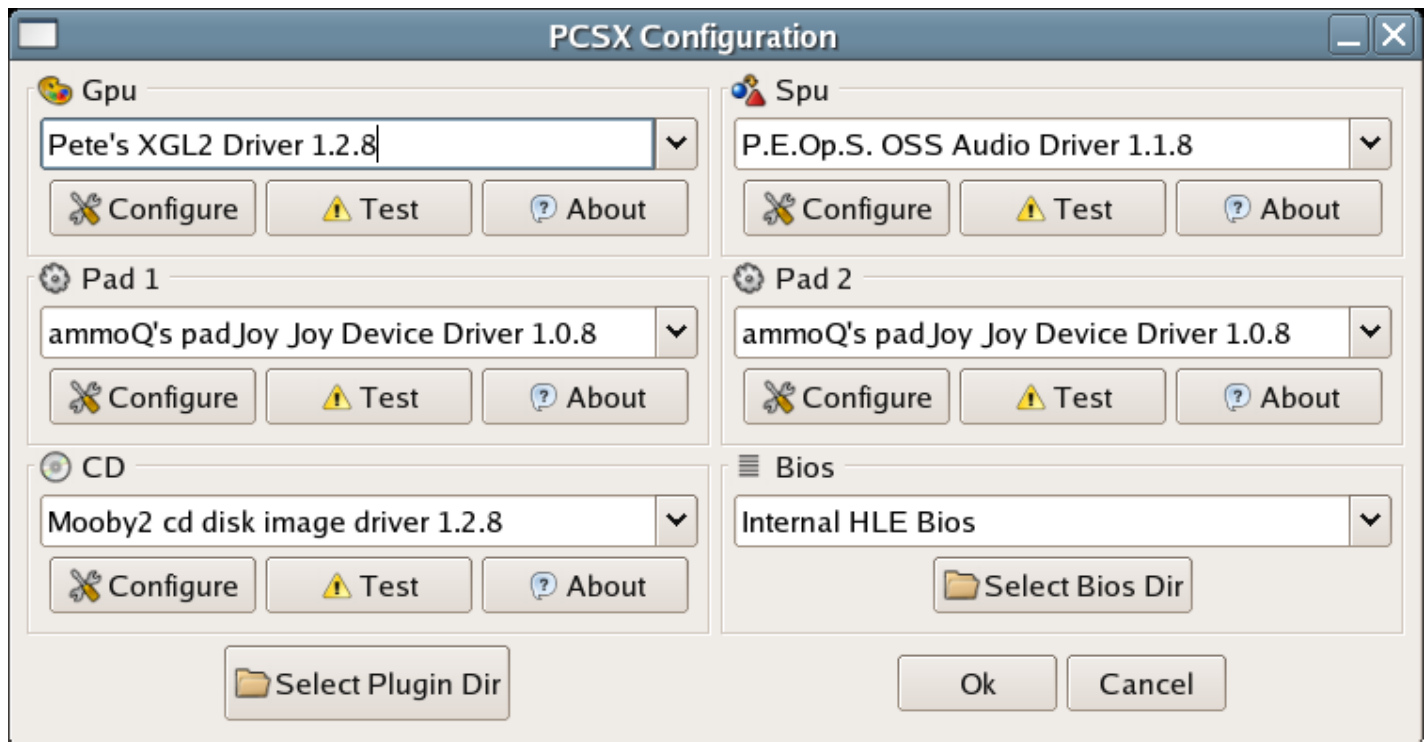 PCSX Configuration
Gpu
Pete's XGL2 Driver 1.2.8
Configure Test About
Spu
P.E.Op.S. OSS Audio Driver 1.1.8
Configure Test About
Pad 1
ammoQ's padJoy Joy Device Driver 1.0.8
Configure Test About
Pad 2
ammoQ's padJoy Joy Device Driver 1.0.8
Configure Test About
CD
Mooby2 cd disk image driver 1.2.8
Configure Test About
Bios
Internal HLE Bios
Select Bios Dir
Select Plugin Dir
Ok Cancel